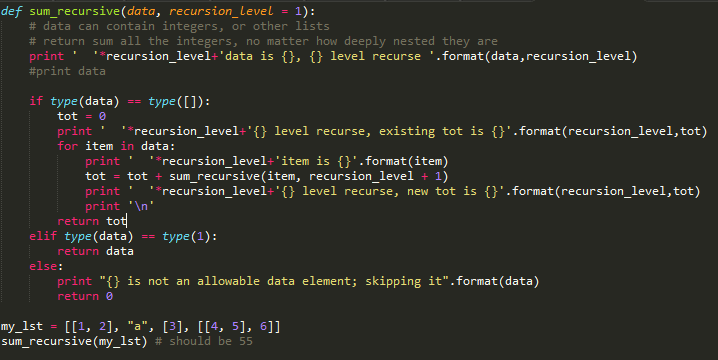 def sum_recursive(data, recursion_level = 1):
    # data can contain integers, or other lists
    # return sum all the integers, no matter how deeply nested they are
    print '  '*recursion_level+'data is {}, {} level recurse '.format(data,recursion_level)
    #print data

    if type(data) == type([]):
        tot = 0
        print '  '*recursion_level+'{} level recurse, existing tot is {}'.format(recursion_level,tot)
        for item in data:
            print '  '*recursion_level+'item is {}'.format(item)
            tot = tot + sum_recursive(item, recursion_level + 1)
            print '  '*recursion_level+'{} level recurse, new tot is {}'.format(recursion_level,tot)
            print '\n'
        return tot
    elif type(data) == type(1):
        return data
    else:
        print "{} is not an allowable data element; skipping it".format(data)
        return 0

my_lst = [[1, 2], "a", [3], [[4, 5], 6]]
sum_recursive(my_lst) # should be 55